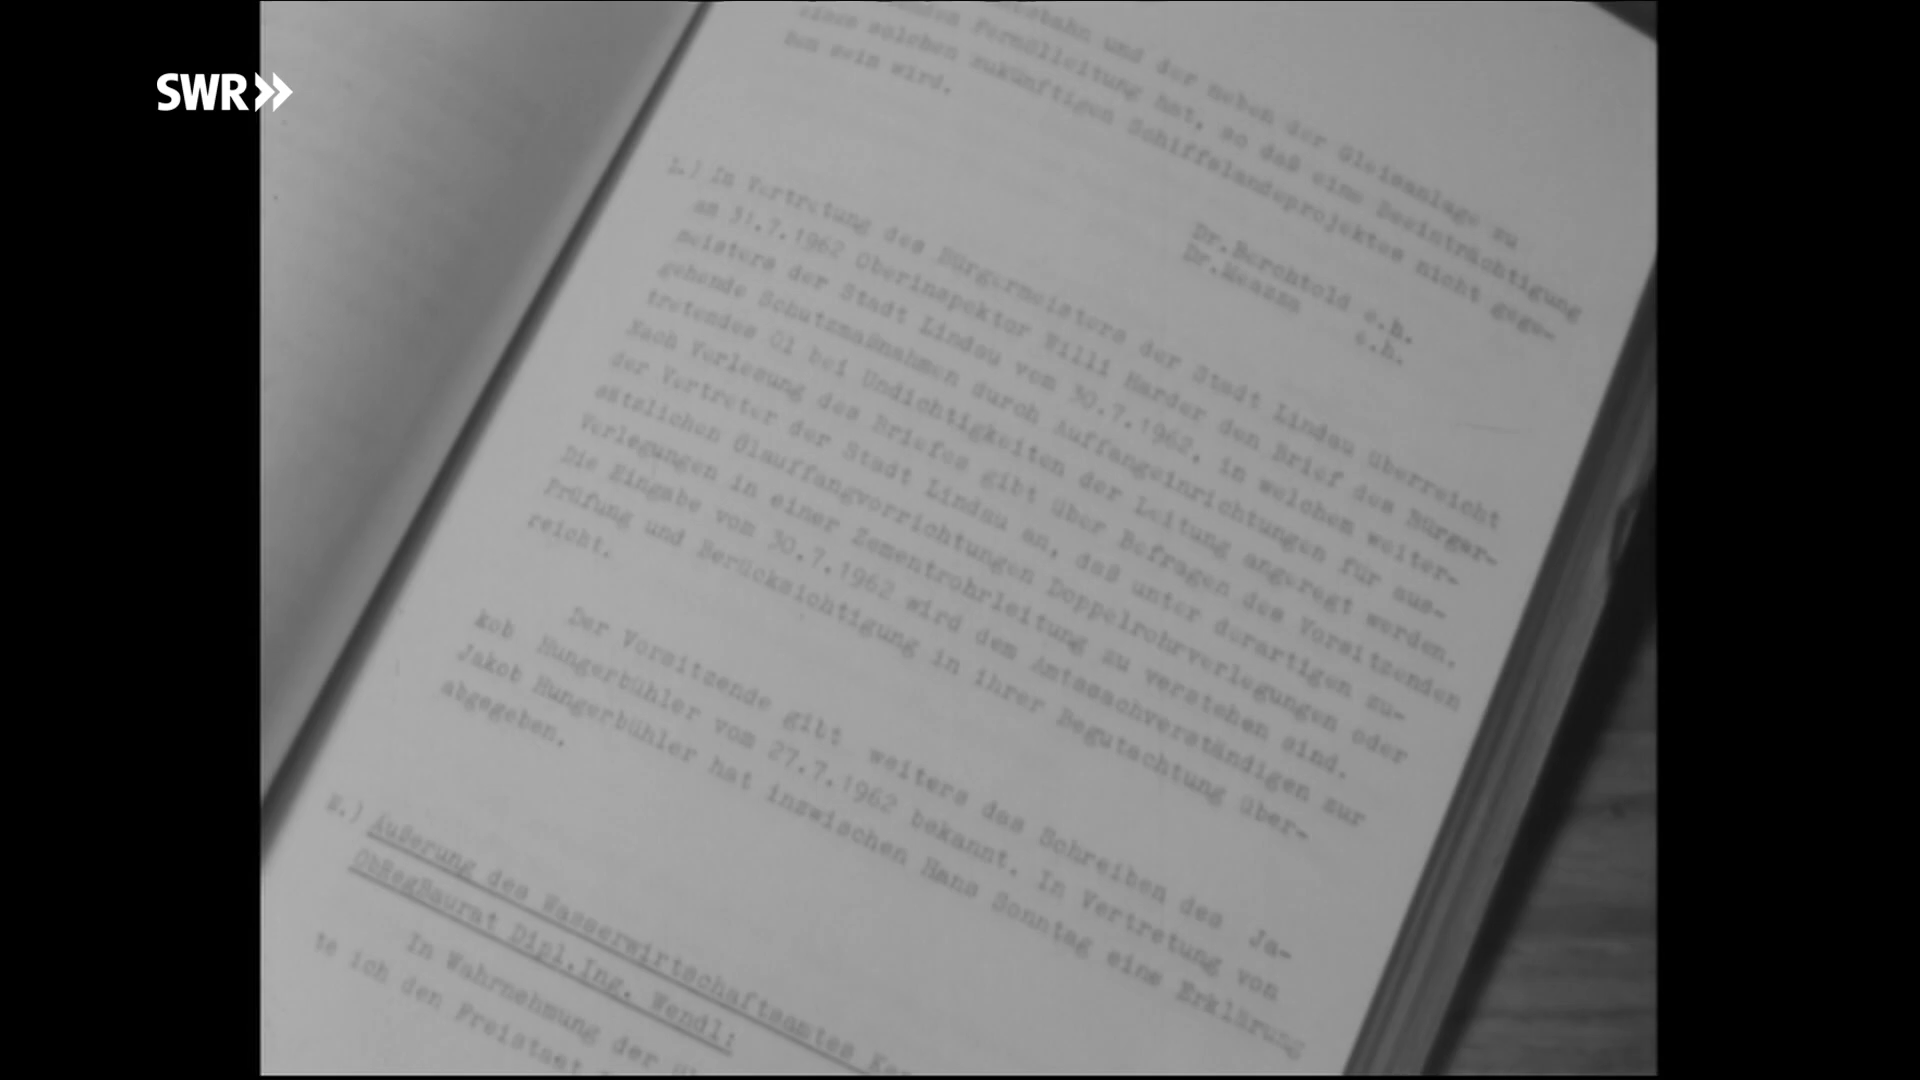 SWR
und der neben der Gleisanlage zu
Fernölleitung hat, so daß eine Beeinträchtigung
eines solchen zukünftigen Schiffslandeprojektes nicht gege-
ben sein wird.
Dr.Berchtold e.h.
Dr.Meazza e.h.
1.) In Vertretung des Bürgermeisters der Stadt Lindau überreicht
am 31.7.1962 Oberinspektor Willi Harder den Brief des Bürger-
meisters der Stadt Lindau vom 30.7.1962, in welchem weiter-
gehende Schutzmaßnahmen durch Auffangeinrichtungen für aus-
tretendes Öl bei Undichtigkeiten der Leitung angeregt werden.
Nach Verlesung des Briefes gibt über Befragen des Vorsitzenden
der Vertreter der Stadt Lindau an, daß unter derartigen zu-
sätzlichen Ölauffangvorrichtungen Doppelrohrverlegungen oder
Verlegungen in einer Zementrohrleitung zu verstehen sind.
Die Eingabe vom 30.7.1962 wird dem Amtssachverständigen zur
Prüfung und Berücksichtigung in ihrer Begutachtung über-
reicht.
Der Vorsitzende gibt weiters das Schreiben des Ja-
kob Hungerbühler vom 27.7.1962 bekannt. In Vertretung von
Jakob Hungerbühler hat inzwischen Hans Sonntag eine Erklärung
abgegeben.
2.) Äußerung des Wasserwirtschaftsamtes
ObRegBaurat Dipl.Ing. Wendl:
In Wahrnehmung der
te ich den Freistaat